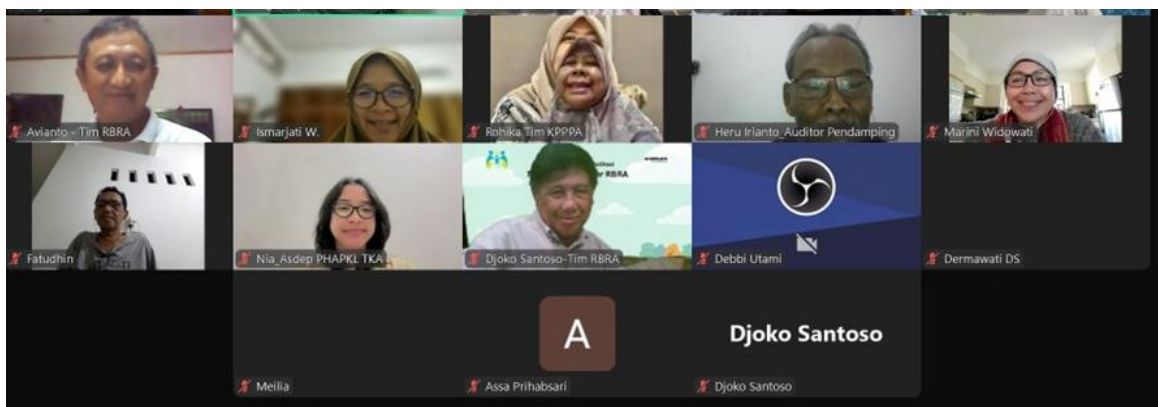 Avianto - Tim RBRA
Ismarjati W.
Rohika Tim KPPPA
Heru Irianto_Auditor Pendamping
Marini Widowati
Fatudhin
Nia_Asdep PHAPKL TKA
RBRA
Djoko Santoso-Tim RBRA
Debbi Utami
Dermawati DS
A
Djoko Santoso
Meilia
Assa Prihabsari
Djoko Santoso